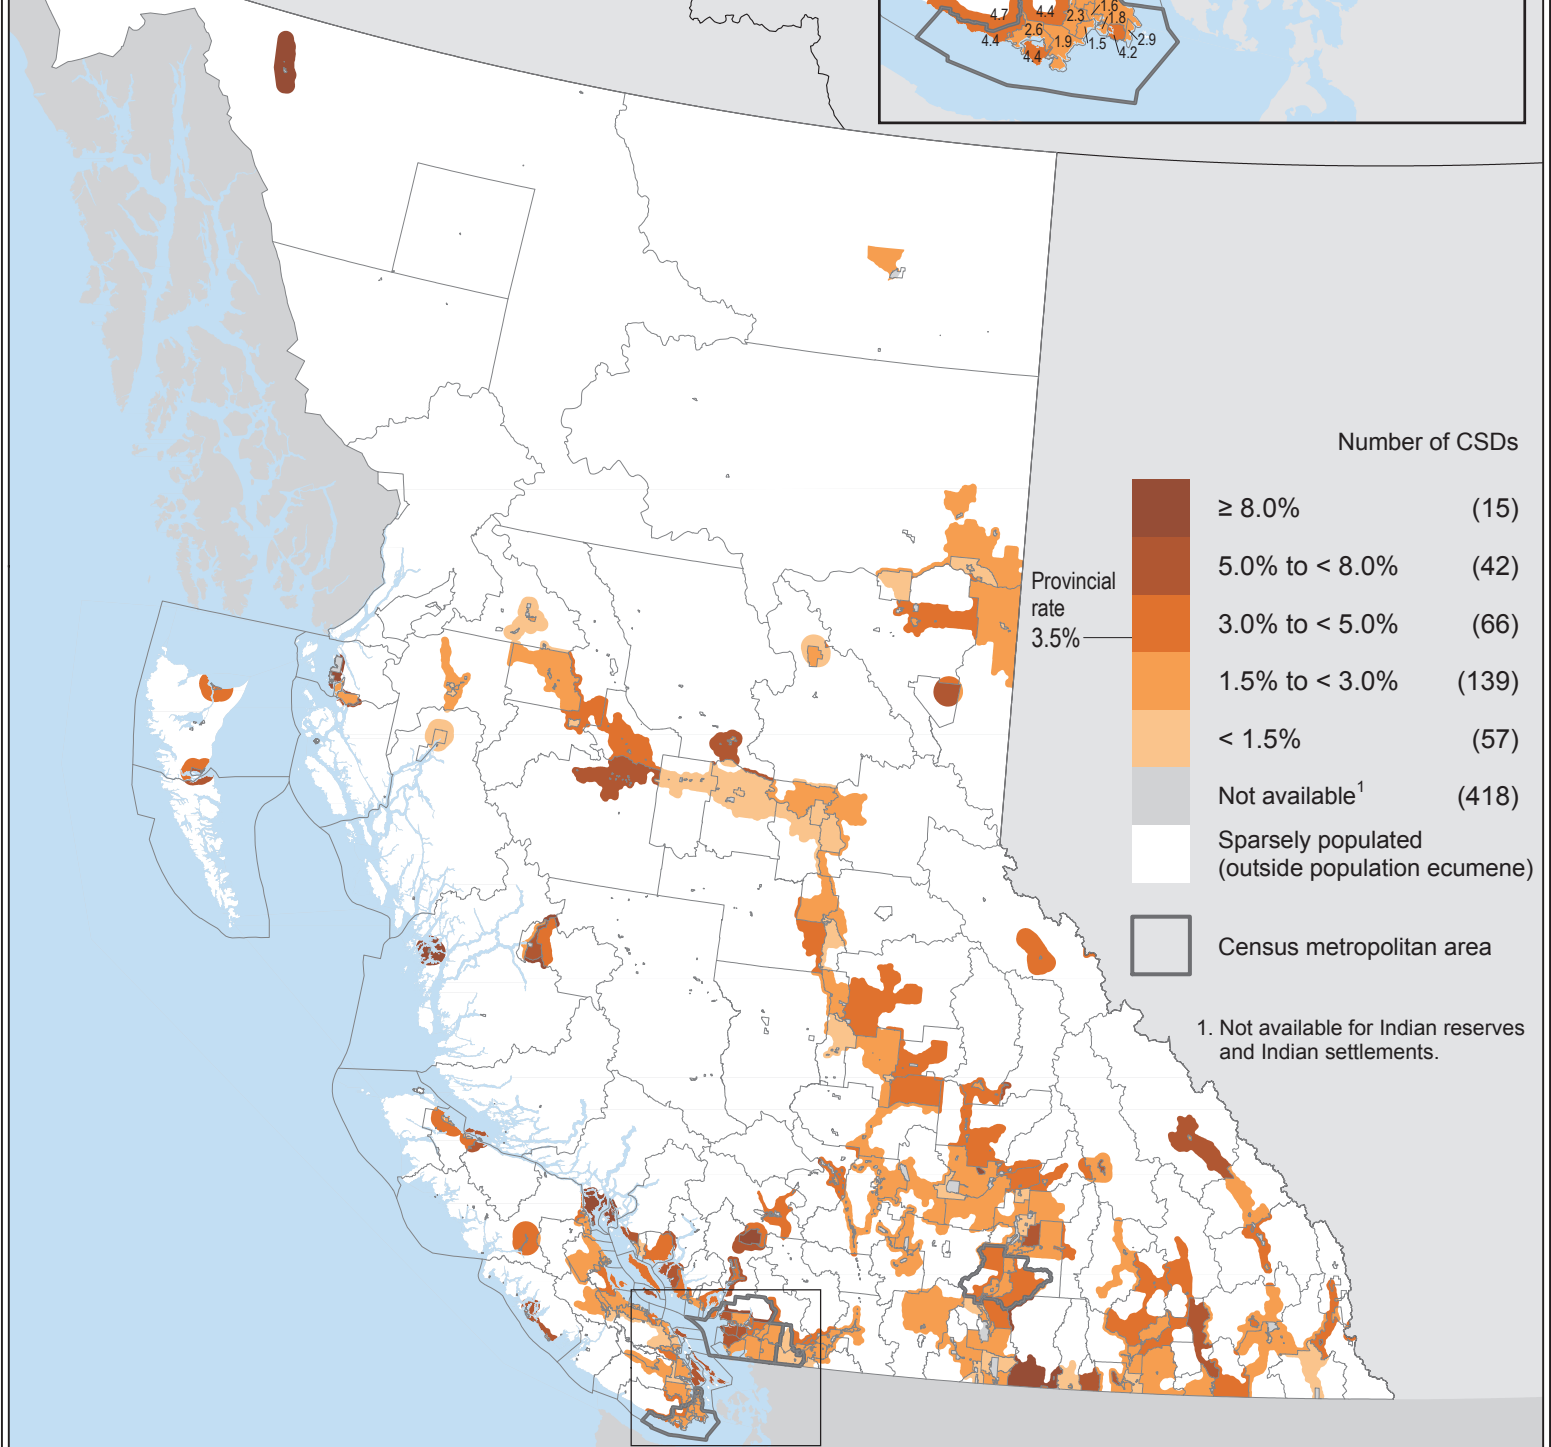 1.6
4.7 4.4 2.3 1.8
2.6
4.4 1.9 1.5 2.9
4.4 4.2
Number of CSDs
≥ 8.0% (15)
5.0% to < 8.0% (42)
Provincial
rate
3.5%
3.0% to < 5.0% (66)
1.5% to < 3.0% (139)
< 1.5% (57)
Not available1 (418)
Sparsely populated
(outside population ecumene)
Census metropolitan area
1. Not available for Indian reserves
and Indian settlements.